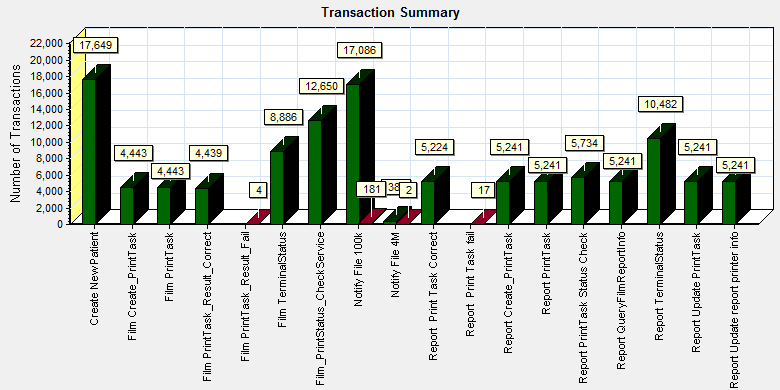 Transaction Summary
Number of Transactions
22,000
20,000
18,000
16,000
14,000
12,000
10,000
8,000
6,000
4,000
2,000
0
17,649
4,443
4,443
4,439
4
8,886
12,650
17,086
181
2
5,224
17
5,241
5,241
5,734
5,241
10,482
5,241
5,241
Create NewPatient
Film Create_PrintTask
Film PrintTask
Film PrintTask_Result_Correct
Film PrintTask_Result_Fail
Film TerminalStatus
Film_PrintStatus_CheckService
Notify File 100k
Notify File 4M
Report Print Task Correct
Report Print Task fail
Report Create_PrintTask
Report PrintTask
Report PrintTask Status Check
Report QueryFilmReportInfo
Report TerminalStatus
Report Update PrintTask
Report Update report printer info